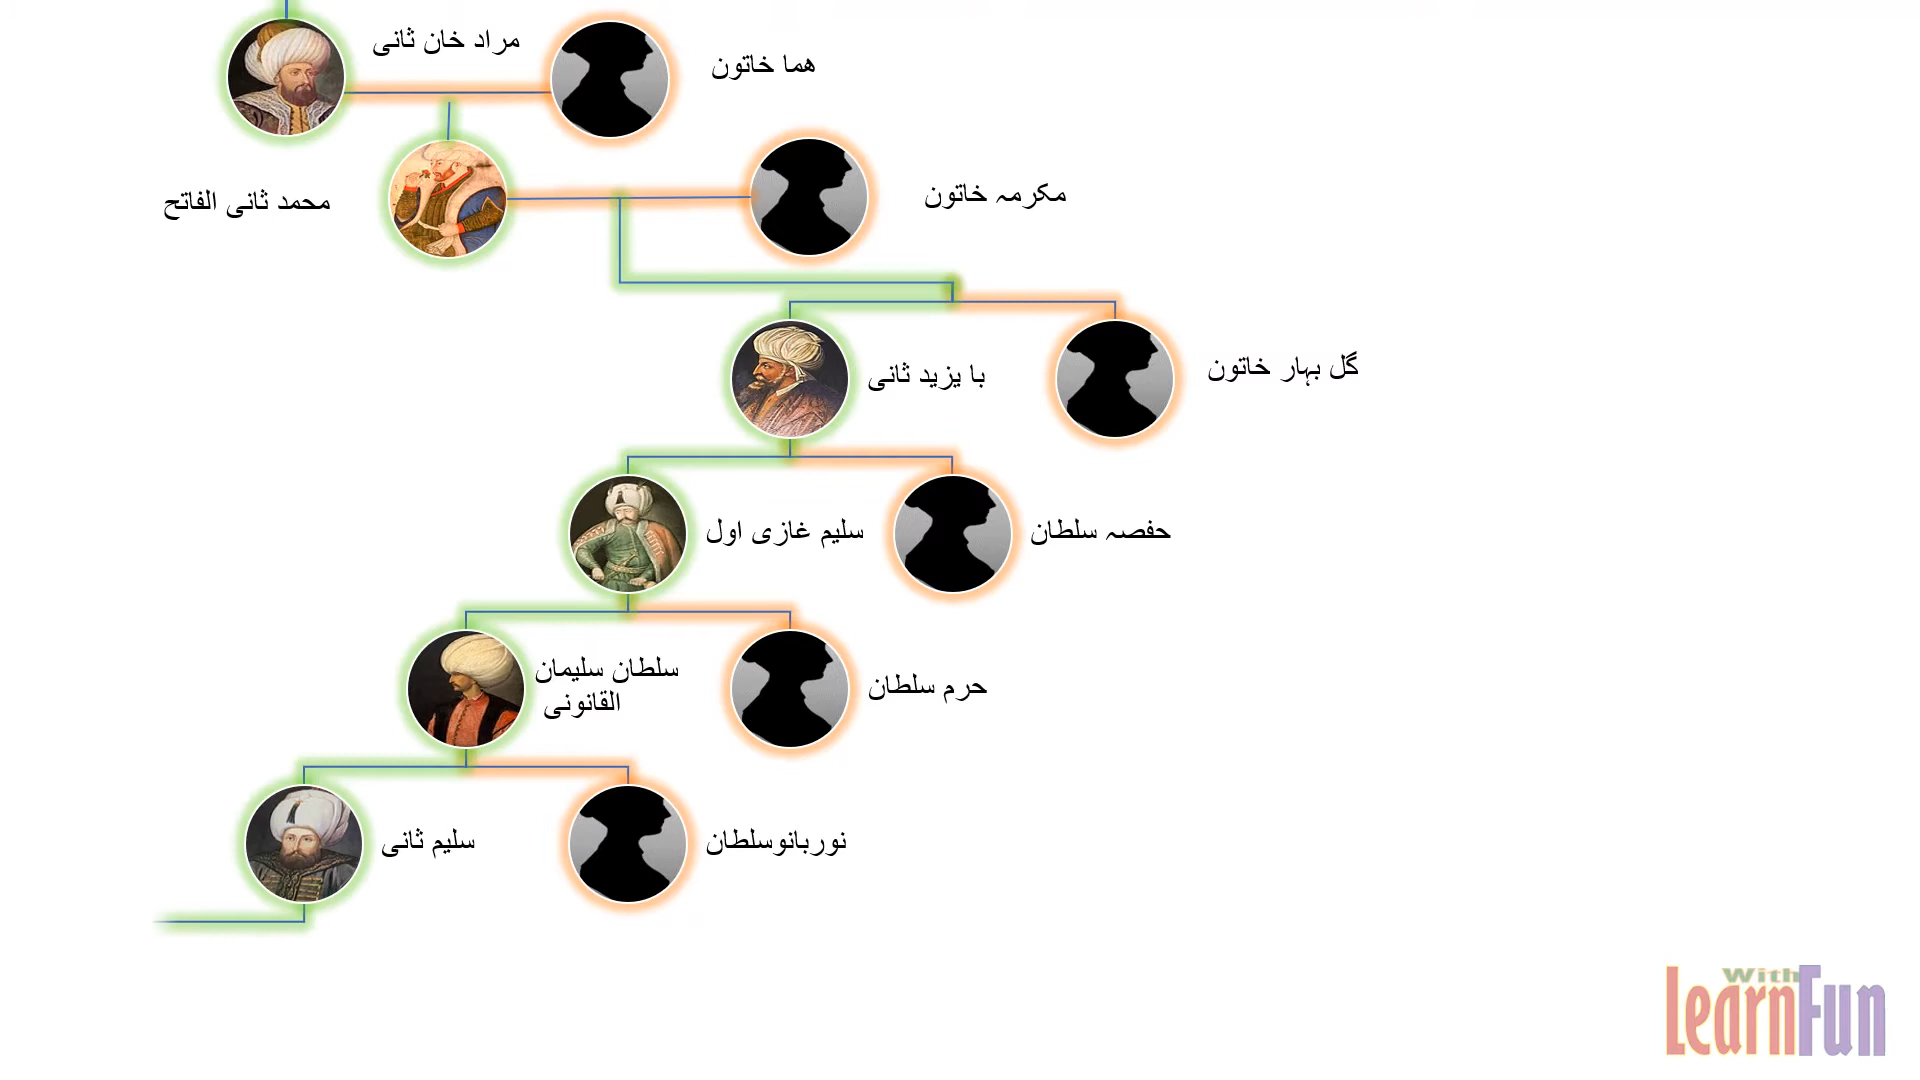 مراد خان ثانی
ھما خاتون
محمد ثانی الفاتح
مکرمہ خاتون
با یزید ثانی
گل بہار خاتون
سلیم غازی اول
حفصہ سلطان
سلطان سلیمان
القانونی
حرم سلطان
سلیم ثانی
نوربانوسلطان
With
LearnFun